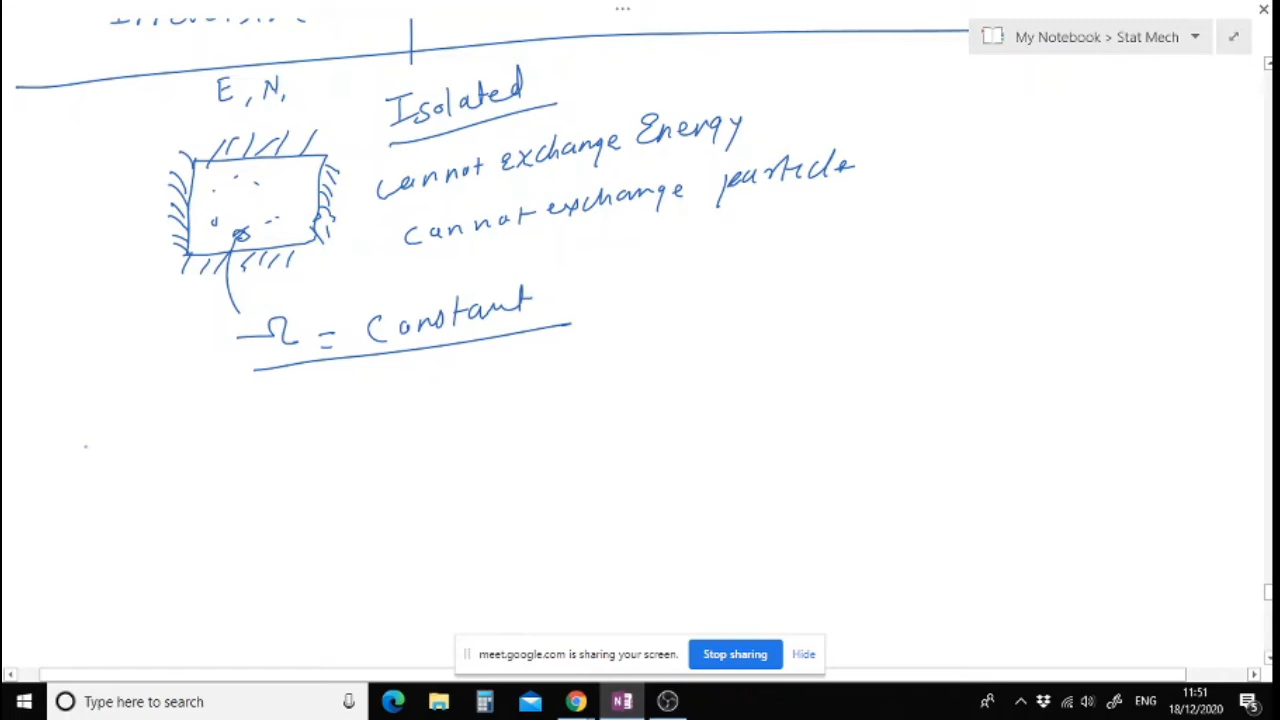 My Notebook > Stat Mech
E, N,
Isolated
cannot exchange Energy
cannot exchange particle
Ω = Constant
meet.google.com is sharing your screen.
Stop sharing
Hide
Type here to search
ENG
11:51
18/12/2020
5